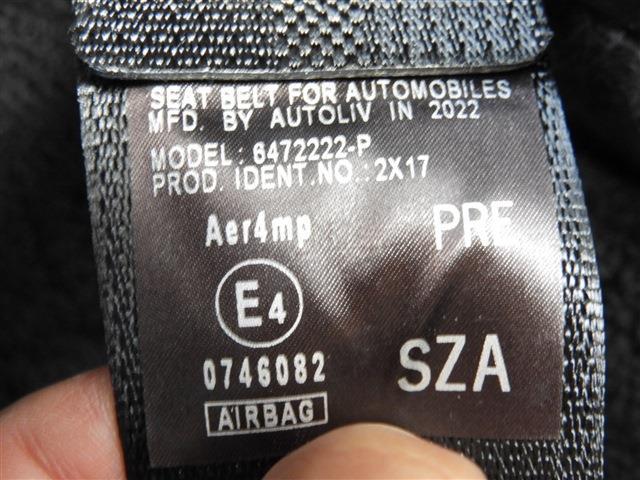 SEAT BELT FOR AUTOMOBILES
MFD. BY AUTOLIV IN 2022
MODEL: 6472222-P
PROD. IDENT.NO.: 2X17
Aer4mp PRE
E4
0746082 SZA
AIRBAG